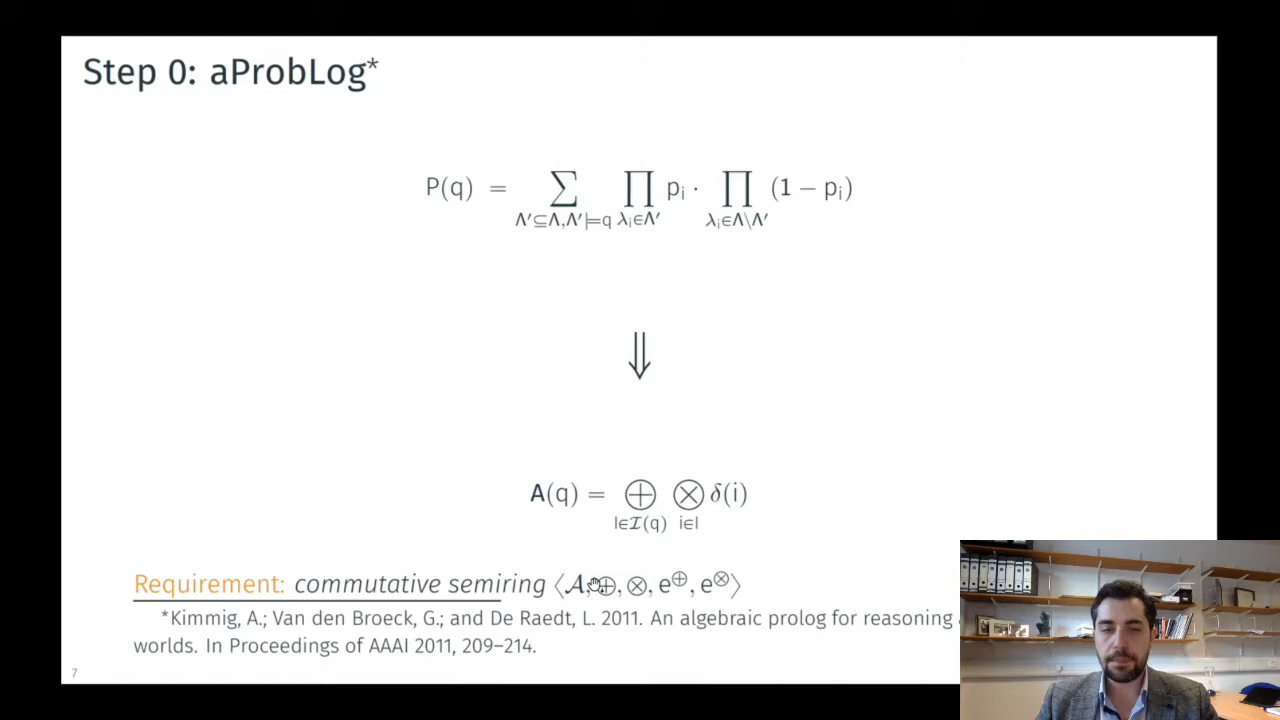 Step 0: aProbLog*
P(q) = ∑ ∏ pᵢ · ∏ (1 − pᵢ)
Λ′⊆Λ,Λ′⊨q λᵢ∈Λ′ λᵢ∈Λ\Λ′
⇓
A(q) = ⊕ ⊗ δ(i)
I∈𝓘(q) i∈I
Requirement: commutative semiring ⟨𝒜, ⊕, ⊗, e⊕, e⊗⟩
*Kimmig, A.; Van den Broeck, G.; and De Raedt, L. 2011. An algebraic prolog for reasoning
worlds. In Proceedings of AAAI 2011, 209–214.
7